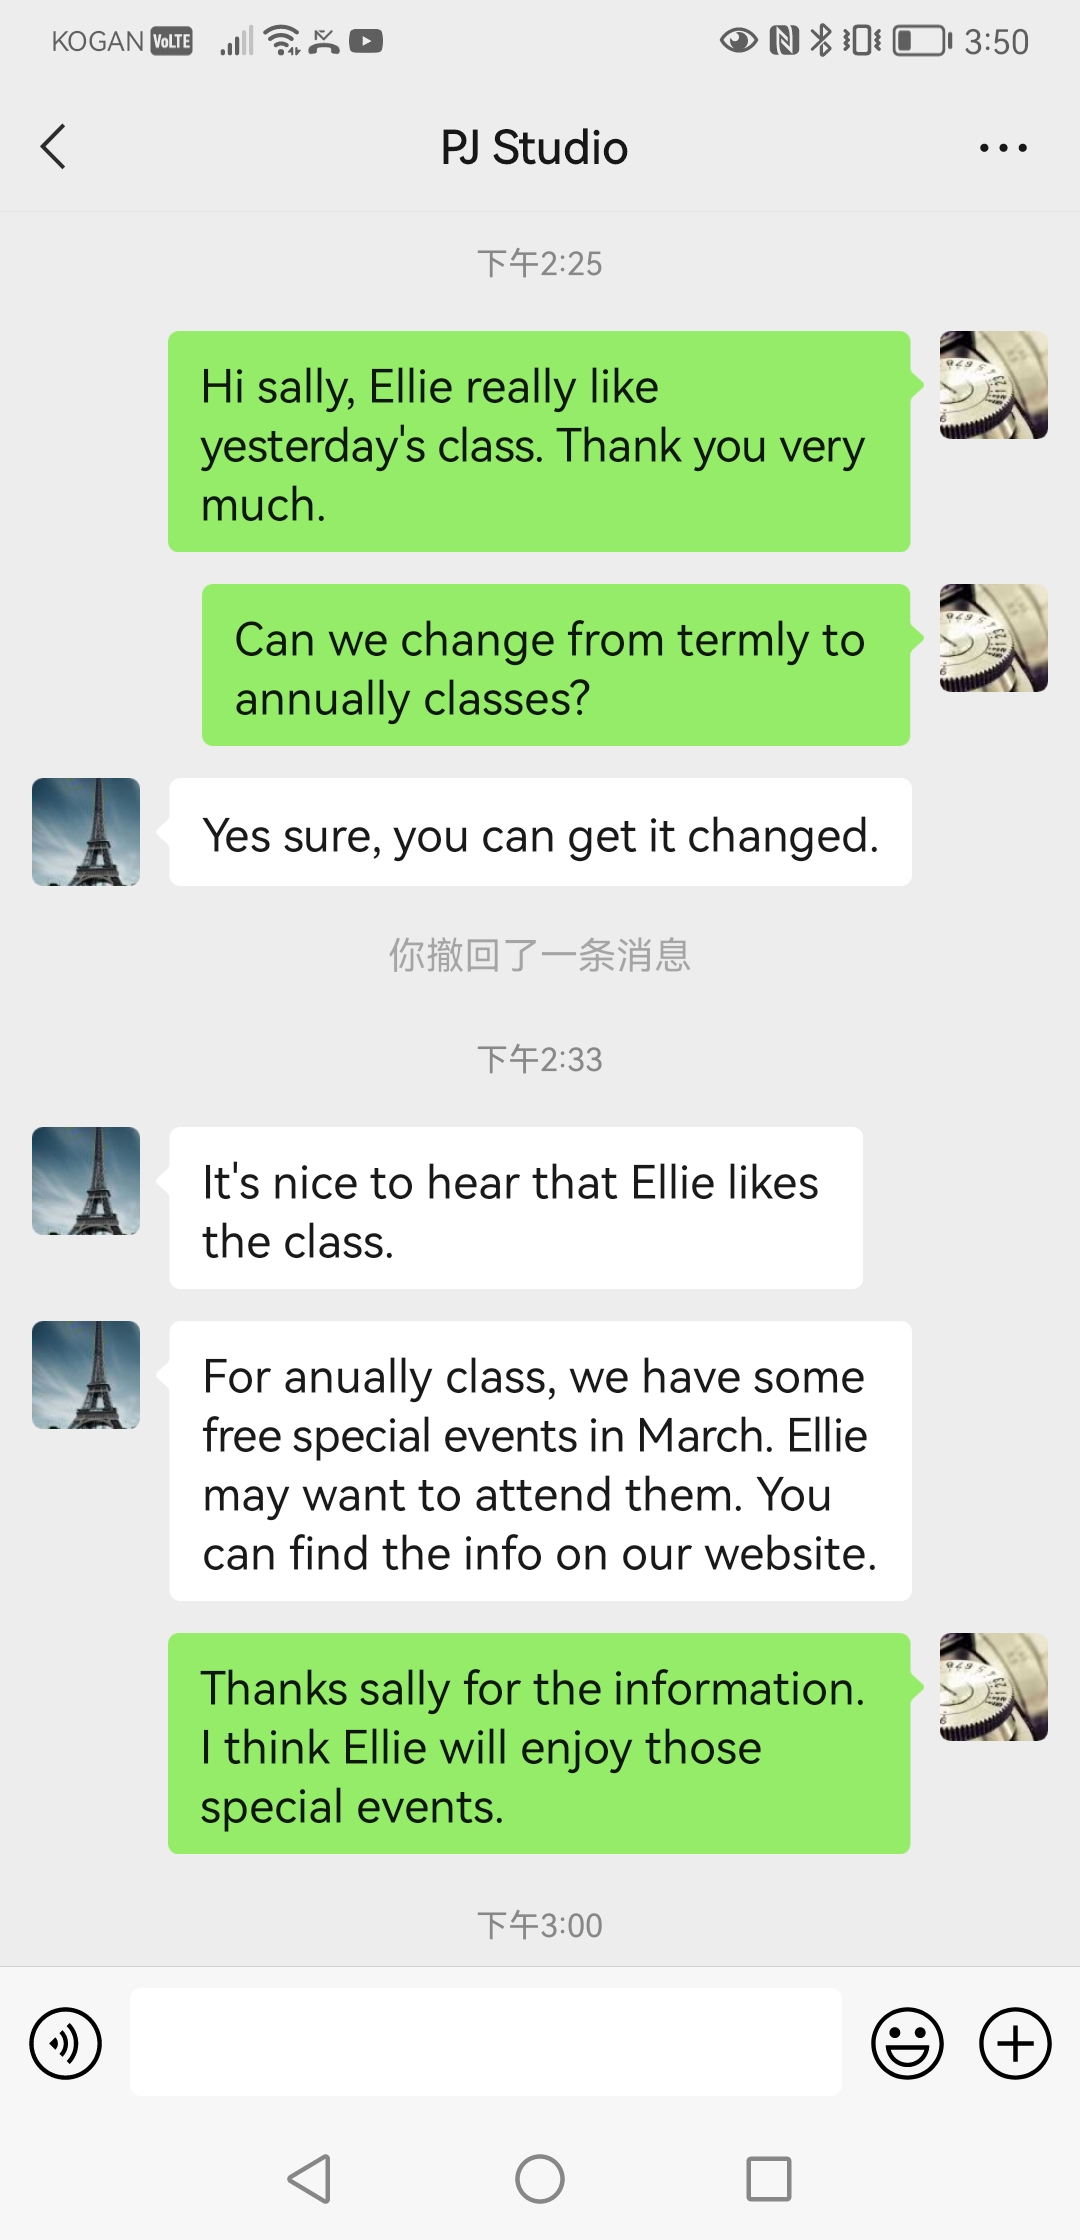 KOGAN VoLTE 3:50
PJ Studio
下午2:25
Hi sally, Ellie really like
yesterday's class. Thank you very
much.
Can we change from termly to
annually classes?
Yes sure, you can get it changed.
你撤回了一条消息
下午2:33
It's nice to hear that Ellie likes
the class.
For anually class, we have some
free special events in March. Ellie
may want to attend them. You
can find the info on our website.
Thanks sally for the information.
I think Ellie will enjoy those
special events.
下午3:00